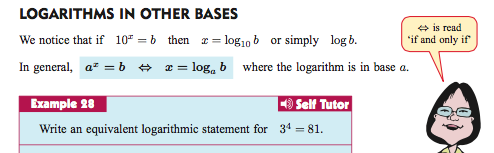 LOGARITHMS IN OTHER BASES
We notice that if 10ˣ = b then x = log₁₀ b or simply log b.
⇔ is read
‘if and only if’
In general, aˣ = b ⇔ x = logₐ b where the logarithm is in base a.
Example 28
Self Tutor
Write an equivalent logarithmic statement for 3⁴ = 81.